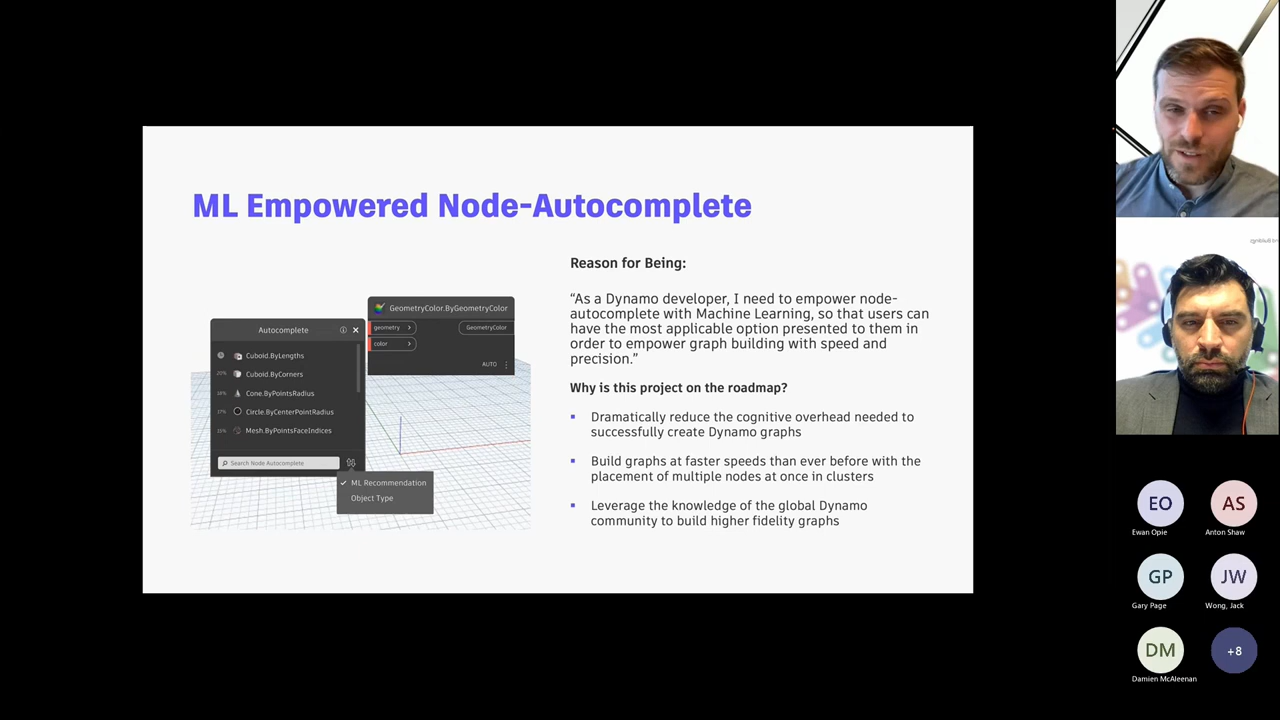 ML Empowered Node-Autocomplete
Reason for Being:
“As a Dynamo developer, I need to empower node-
autocomplete with Machine Learning, so that users can
have the most applicable option presented to them in
order to empower graph building with speed and
precision.”
Why is this project on the roadmap?
Dramatically reduce the cognitive overhead needed to
successfully create Dynamo graphs
Build graphs at faster speeds than ever before with the
placement of multiple nodes at once in clusters
Leverage the knowledge of the global Dynamo
community to build higher fidelity graphs
GeometryColor.ByGeometryColor
geometry
GeometryColor
color
AUTO
Autocomplete
Cuboid.ByLengths
20% Cuboid.ByCorners
18% Cone.ByPointsRadius
17% Circle.ByCenterPointRadius
15% Mesh.ByPointsFaceIndices
Search Node Autocomplete
ML Recommendation
Object Type
EO
Ewan Opie
AS
Anton Shaw
GP
Gary Page
JW
Wong, Jack
DM
Damien McAleenan
+8